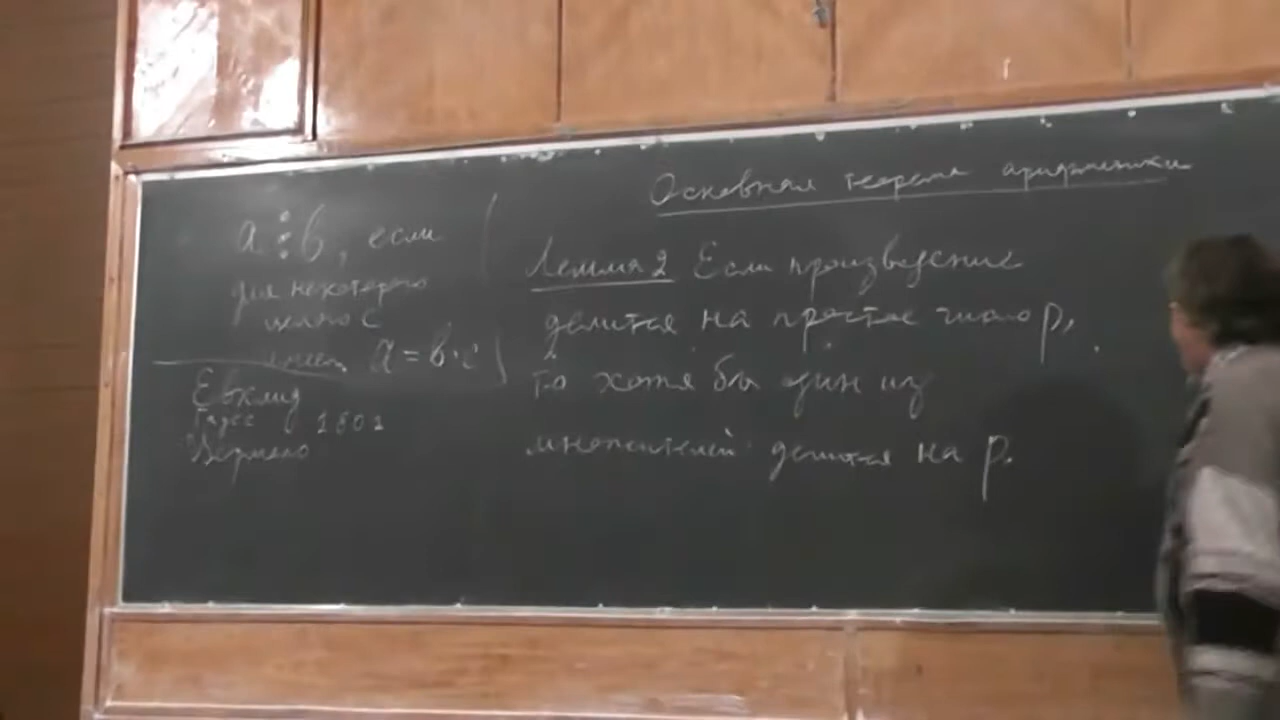 Основная теорема арифметики
a ⋮ b, если
для некоторого
целого c
имеем a = b·c
Евклид
Гаусс 1801
Цермело
Лемма 2 Если произведение
делится на простое число p,
то хотя бы один из
множителей делится на p.